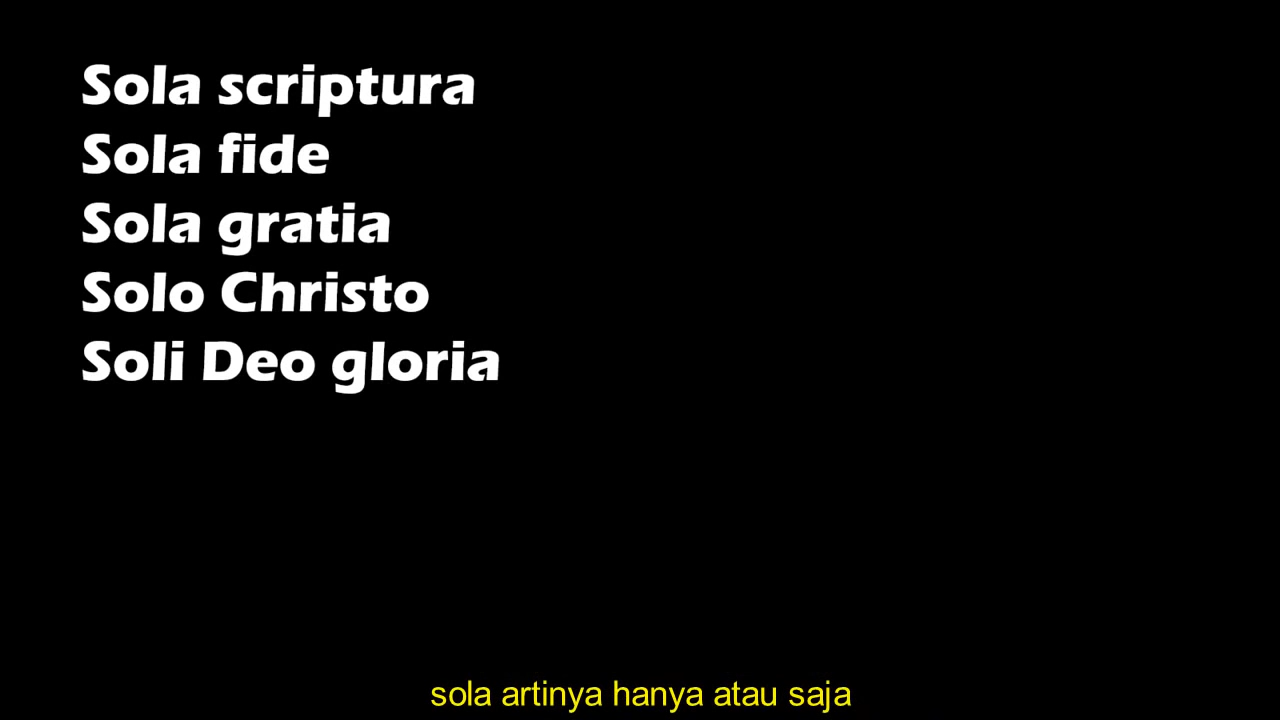 Sola scriptura
Sola fide
Sola gratia
Solo Christo
Soli Deo gloria
sola artinya hanya atau saja